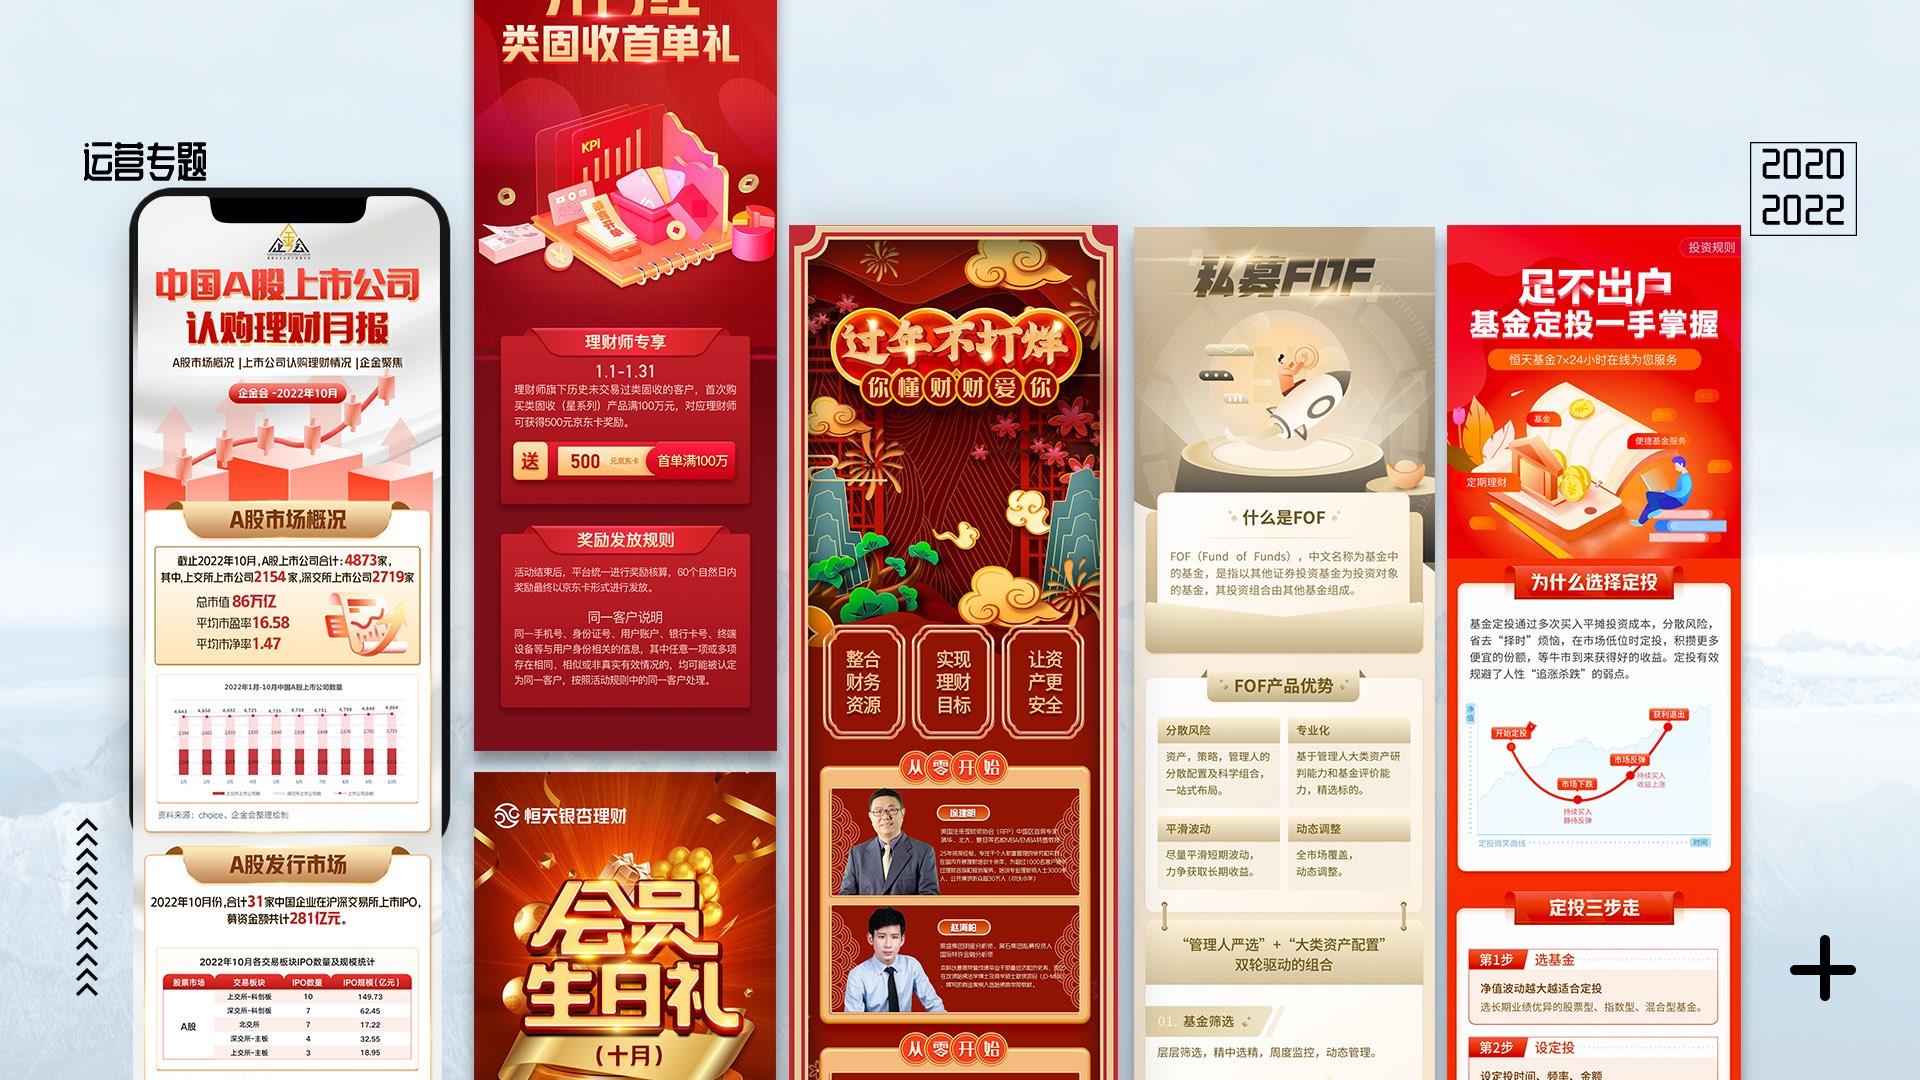 运营专题
2020
2022
企金会
中国A股上市公司
认购理财月报
A股市场概况 |上市公司认购理财情况 |企金聚焦
企金会 -2022年10月
A股市场概况
截止2022年10月,A股上市公司合计: 4873家,
其中,上交所上市公司2154家,深交所上市公司2719家
总市值 86万亿
平均市盈率16.58
平均市净率1.47
2022年1月-10月中国A股上市公司数量
资料来源：choice、企金会整理绘制
A股发行市场
2022年10月份,合计31家中国企业在沪深交易所上市IPO,
募资金额共计281亿元。
2022年10月各交易板块IPO数量及规模统计
股票市场 交易板块 IPO数量 IPO规模(亿元)
A股
上交所-科创板 10 149.73
深交所-科创板 7 62.45
北交所 7 17.22
深交所-主板 4 32.55
上交所-主板 3 18.95
类固收首单礼
KPI
理财师专享
1.1-1.31
理财师旗下历史未交易过类固收的客户，首次购
买类固收（星系列）产品满100万元，对应理财师
可获得500元京东卡奖励。
送 500 元京东卡 首单满100万
奖励发放规则
活动结束后，平台统一进行奖励核算，60个自然日内
奖励最终以京东卡形式进行发放。
同一客户说明
同一手机号、身份证号、用户账户、银行卡号、终端
设备等与用户身份相关的信息，其中任意一项或多项
存在相同、相似或非真实有效情况的，均可能被认定
为同一客户，按照活动规则中的同一客户处理。
恒天银杏理财
会员
生日礼
（十月）
过年不打烊
你懂财财爱你
整合
财务
资源
实现
理财
目标
让资
产更
安全
从零开始
徐建明
赵海柏
从零开始
私募FOF
什么是FOF
FOF（Fund of Funds），中文名称为基金中
的基金，是指以其他证券投资基金为投资对象
的基金，其投资组合由其他基金组成。
FOF产品优势
分散风险
资产，策略，管理人的
分散配置及科学组合，
一站式布局。
专业化
基于管理人大类资产研
判能力和基金评价能
力，精选标的。
平滑波动
尽量平滑短期波动，
力争获取长期收益。
动态调整
全市场覆盖，
动态调整。
“管理人严选”+“大类资产配置”
双轮驱动的组合
01. 基金筛选
层层筛选，精中选精，周度监控，动态管理。
投资规则
足不出户
基金定投一手掌握
恒天基金7×24小时在线为您服务
基金
便捷基金服务
定期理财
为什么选择定投
基金定投通过多次买入平摊投资成本，分散风险，
省去“择时”烦恼，在市场低位时定投，积攒更多
便宜的份额，等牛市到来获得好的收益。定投有效
规避了人性“追涨杀跌”的弱点。
净值
开始定投
获利退出
市场反弹
市场下跌
持续买入
收益上涨
持续买入
静待反弹
定投微笑曲线
时间
定投三步走
第1步 选基金
净值波动越大越适合定投
选长期业绩优异的股票型、指数型、混合型基金。
第2步 设定投
设定投时间、频率、金额